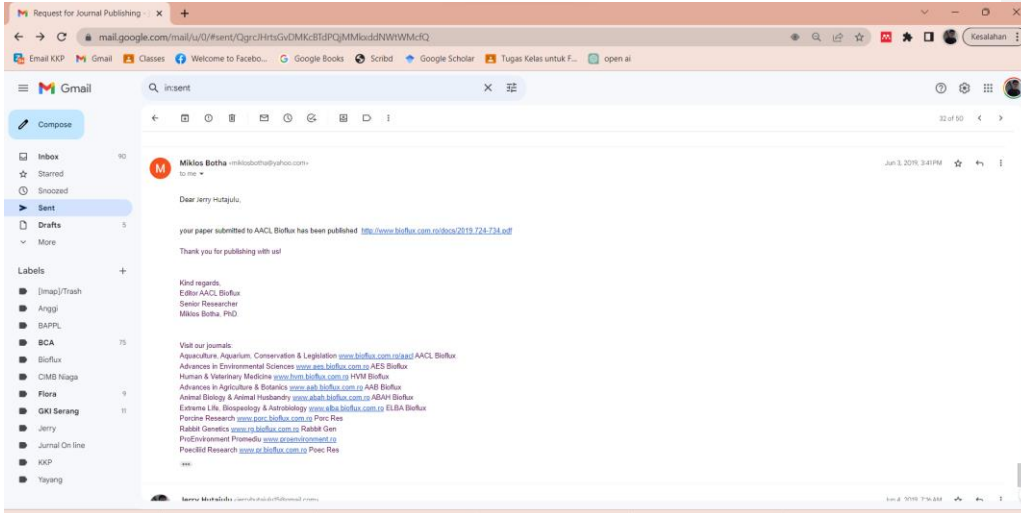 Request for Journal Publishing -
mail.google.com/mail/u/0/#sent/
Kesalahan
Email KKP Gmail Classes Welcome to Facebo... Google Books Scribd Google Scholar Tugas Kelas untuk F... open ai
Gmail
in:sent
Compose
32 of 50
Inbox 90
Starred
Snoozed
Sent
Drafts 5
More
Labels
[Imap]/Trash
Anggi
BAPPL
BCA 75
Bioflux
CIMB Niaga
Flora 9
GKI Serang 11
Jerry
Jurnal On line
KKP
Yayang
M
Miklos Botha <miklosbotha@yahoo.com> Jun 3, 2019, 3:41 PM
to me
Dear Jerry Hutajulu,
your paper submitted to AACL Bioflux has been published http://www.bioflux.com.ro/docs/2019.724-734.pdf
Thank you for publishing with us!
Kind regards,
Editor AACL Bioflux
Senior Researcher
Miklos Botha, PhD
Visit our journals:
Aquaculture, Aquarium, Conservation & Legislation www.bioflux.com.ro/aacl AACL Bioflux
Advances in Environmental Sciences www.aes.bioflux.com.ro AES Bioflux
Human & Veterinary Medicine www.hvm.bioflux.com.ro HVM Bioflux
Advances in Agriculture & Botanics www.aab.bioflux.com.ro AAB Bioflux
Animal Biology & Animal Husbandry www.abah.bioflux.com.ro ABAH Bioflux
Extreme Life, Biospeology & Astrobiology www.elba.bioflux.com.ro ELBA Bioflux
Porcine Research www.porc.bioflux.com.ro Porc Res
Rabbit Genetics www.rg.bioflux.com.ro Rabbit Gen
ProEnvironment Promediu www.proenvironment.ro
Poeciliid Research www.pr.bioflux.com.ro Poec Res
Jerry Hutajulu Jun 4, 2019, 7:16 AM